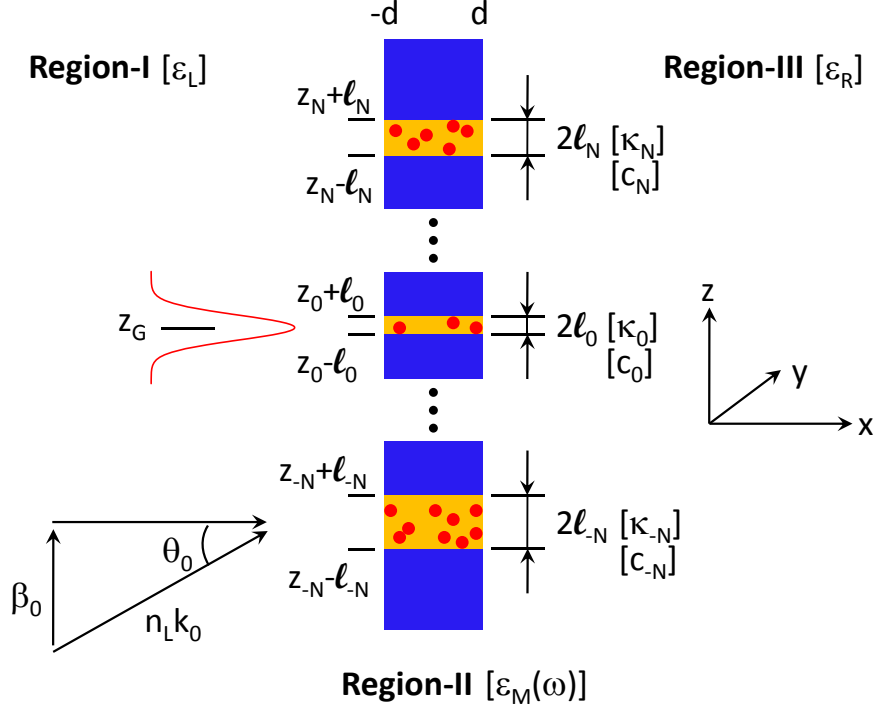 -d d
Region-I [εL]
Region-III [εR]
zN+ℓN
2ℓN [κN]
[cN]
zN-ℓN
z0+ℓ0
zG
2ℓ0 [κ0]
[c0]
z0-ℓ0
z
y
x
z-N+ℓ-N
2ℓ-N [κ-N]
[c-N]
z-N-ℓ-N
θ0
β0
nLk0
Region-II [εM(ω)]